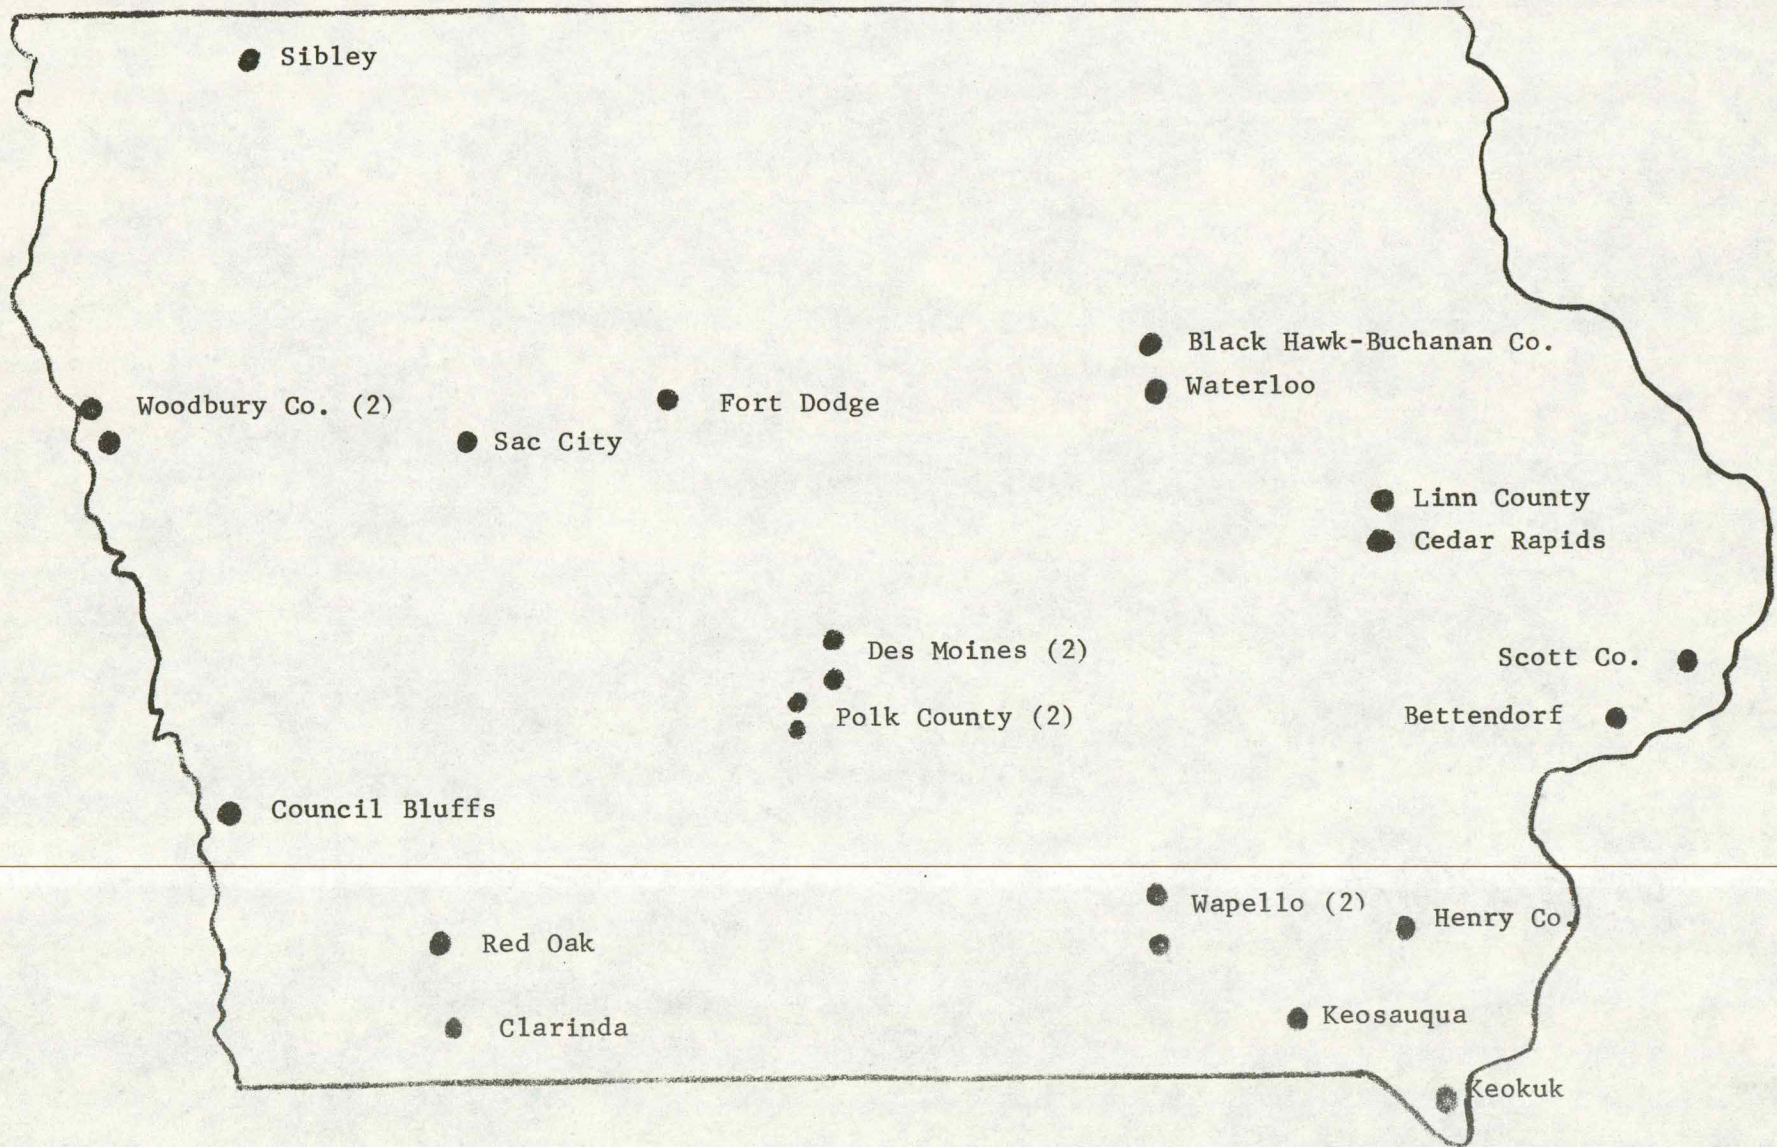 Sibley
Black Hawk-Buchanan Co.
Waterloo
Woodbury Co. (2)
Fort Dodge
Sac City
Linn County
Cedar Rapids
Des Moines (2)
Scott Co.
Polk County (2)
Bettendorf
Council Bluffs
Wapello (2)
Henry Co.
Red Oak
Keosauqua
Clarinda
Keokuk